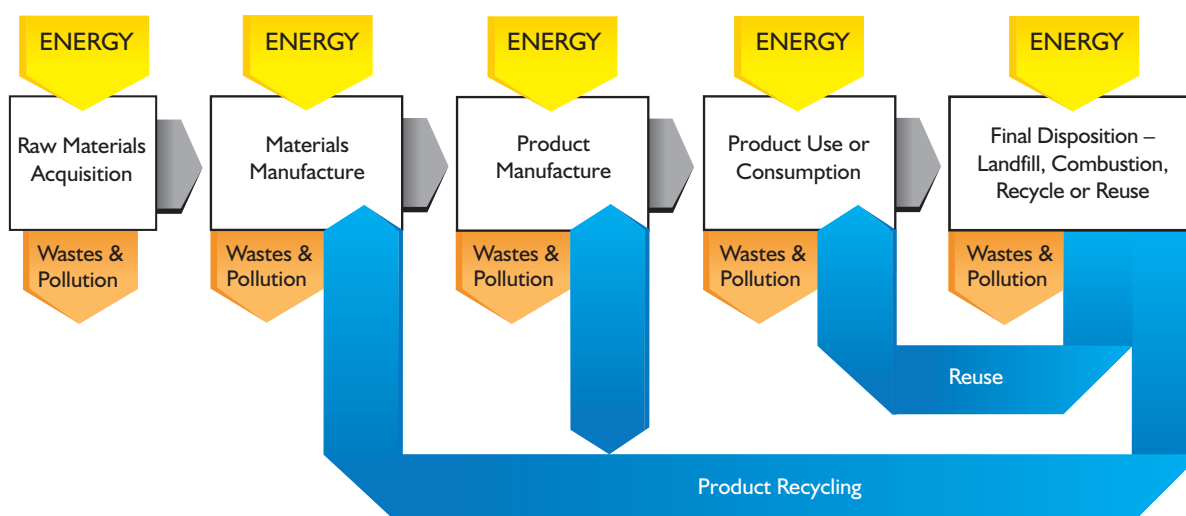 ENERGY
ENERGY
ENERGY
ENERGY
ENERGY
Raw Materials
Acquisition
Materials
Manufacture
Product
Manufacture
Product Use or
Consumption
Final Disposition –
Landfill, Combustion,
Recycle or Reuse
Wastes &
Pollution
Wastes &
Pollution
Wastes &
Pollution
Wastes &
Pollution
Wastes &
Pollution
Reuse
Product Recycling